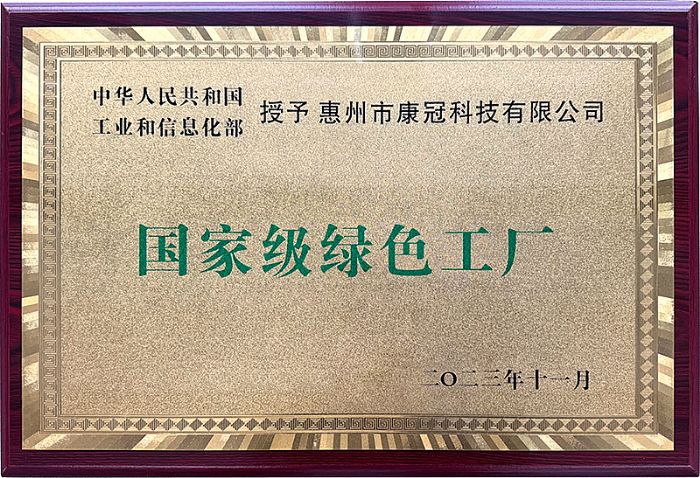 中华人民共和国
工业和信息化部
授予 惠州市康冠科技有限公司
国家级绿色工厂
二〇二三年十一月